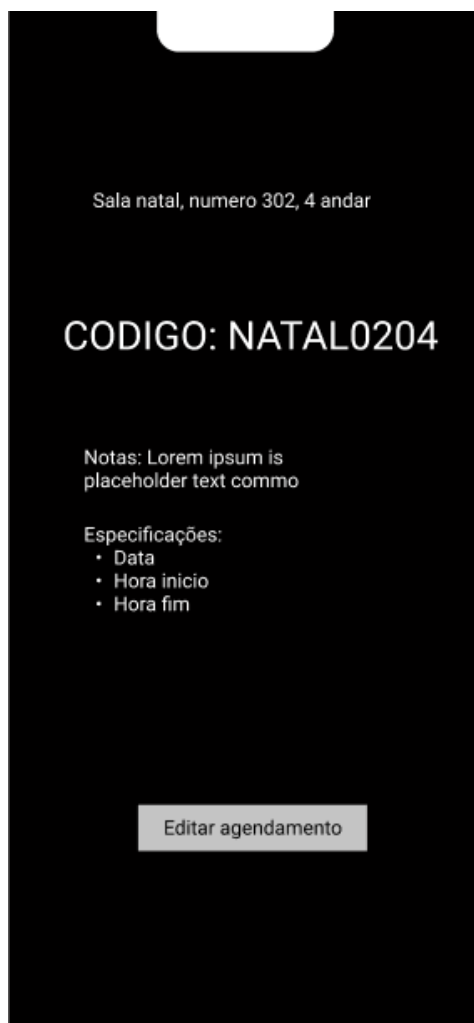 Sala natal, numero 302, 4 andar
CODIGO: NATAL0204
Notas: Lorem ipsum is
placeholder text commo
Especificações:
• Data
• Hora inicio
• Hora fim
Editar agendamento